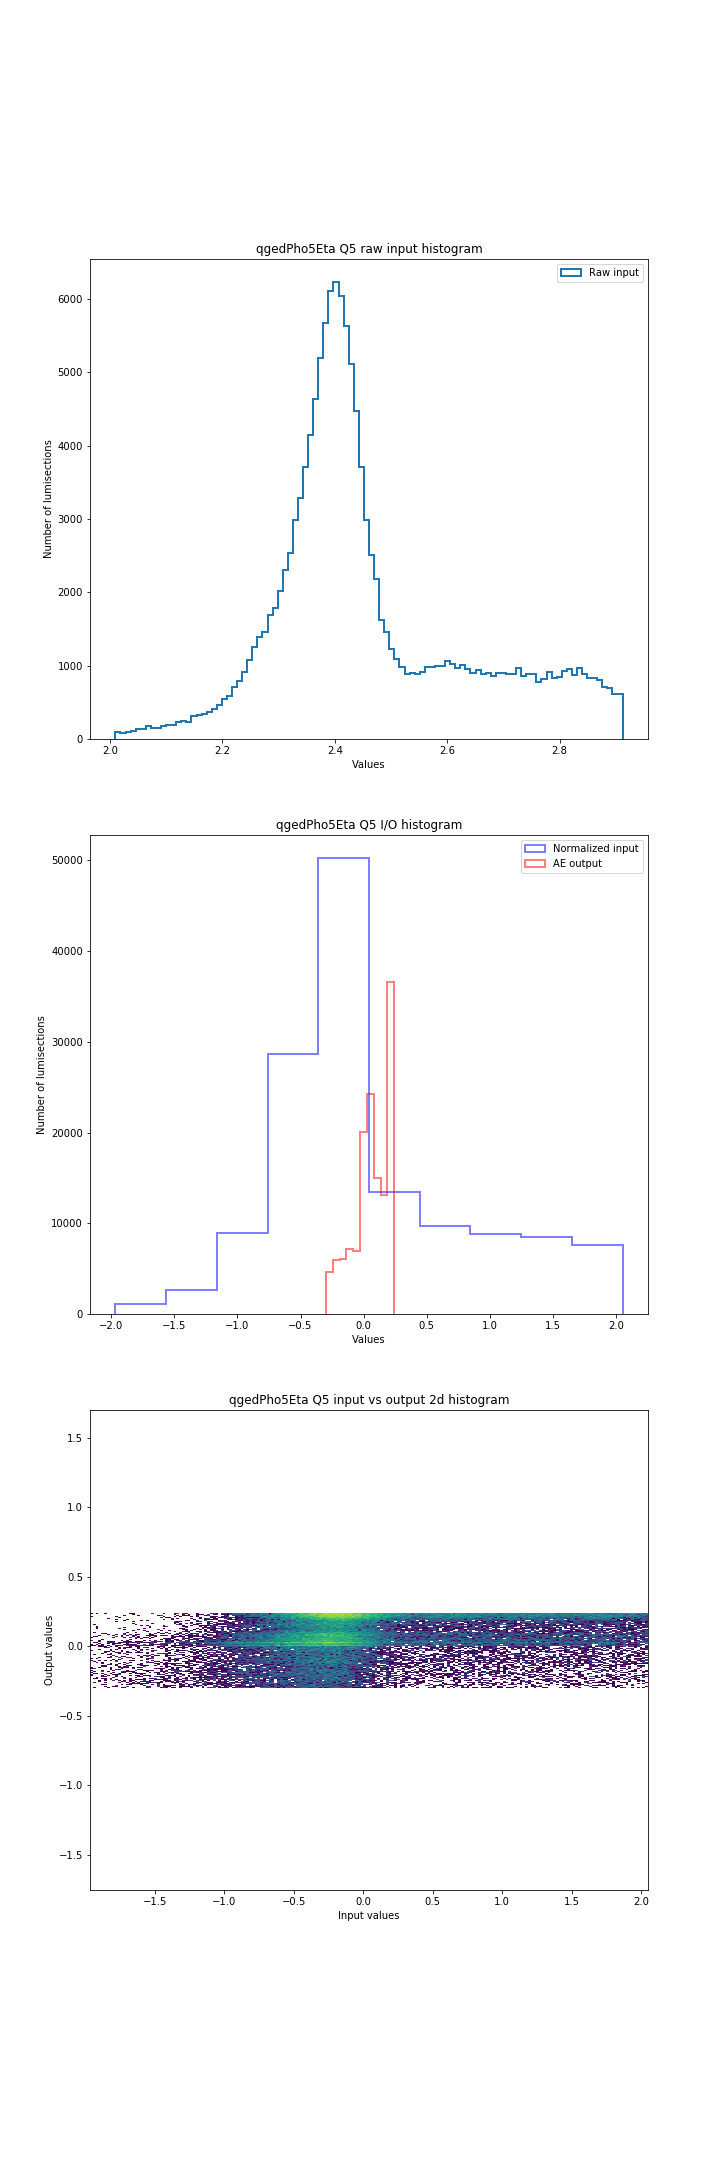 qgedPho5Eta Q5 raw input histogram
Raw input
6000
5000
4000
3000
2000
1000
0
Number of lumisections
2.0 2.2 2.4 2.6 2.8
Values
qgedPho5Eta Q5 I/O histogram
Normalized input
AE output
50000
40000
30000
20000
10000
0
Number of lumisections
−2.0 −1.5 −1.0 −0.5 0.0 0.5 1.0 1.5 2.0
Values
qgedPho5Eta Q5 input vs output 2d histogram
1.5
1.0
0.5
0.0
−0.5
−1.0
−1.5
Output values
−1.5 −1.0 −0.5 0.0 0.5 1.0 1.5 2.0
Input values